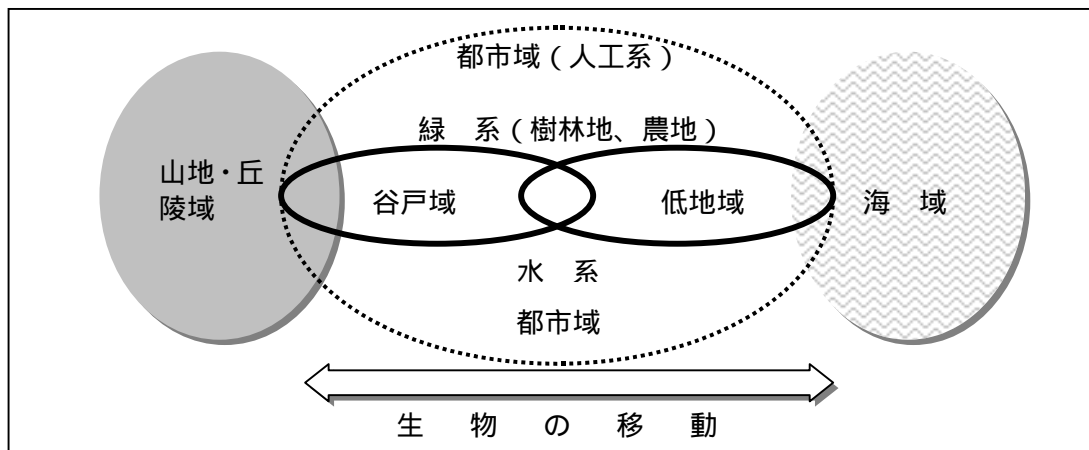 都市域(人工系)
緑 系(樹林地、農地)
山地・丘
陵域
谷戸域
低地域
海 域
水 系
都市域
生 物 の 移 動